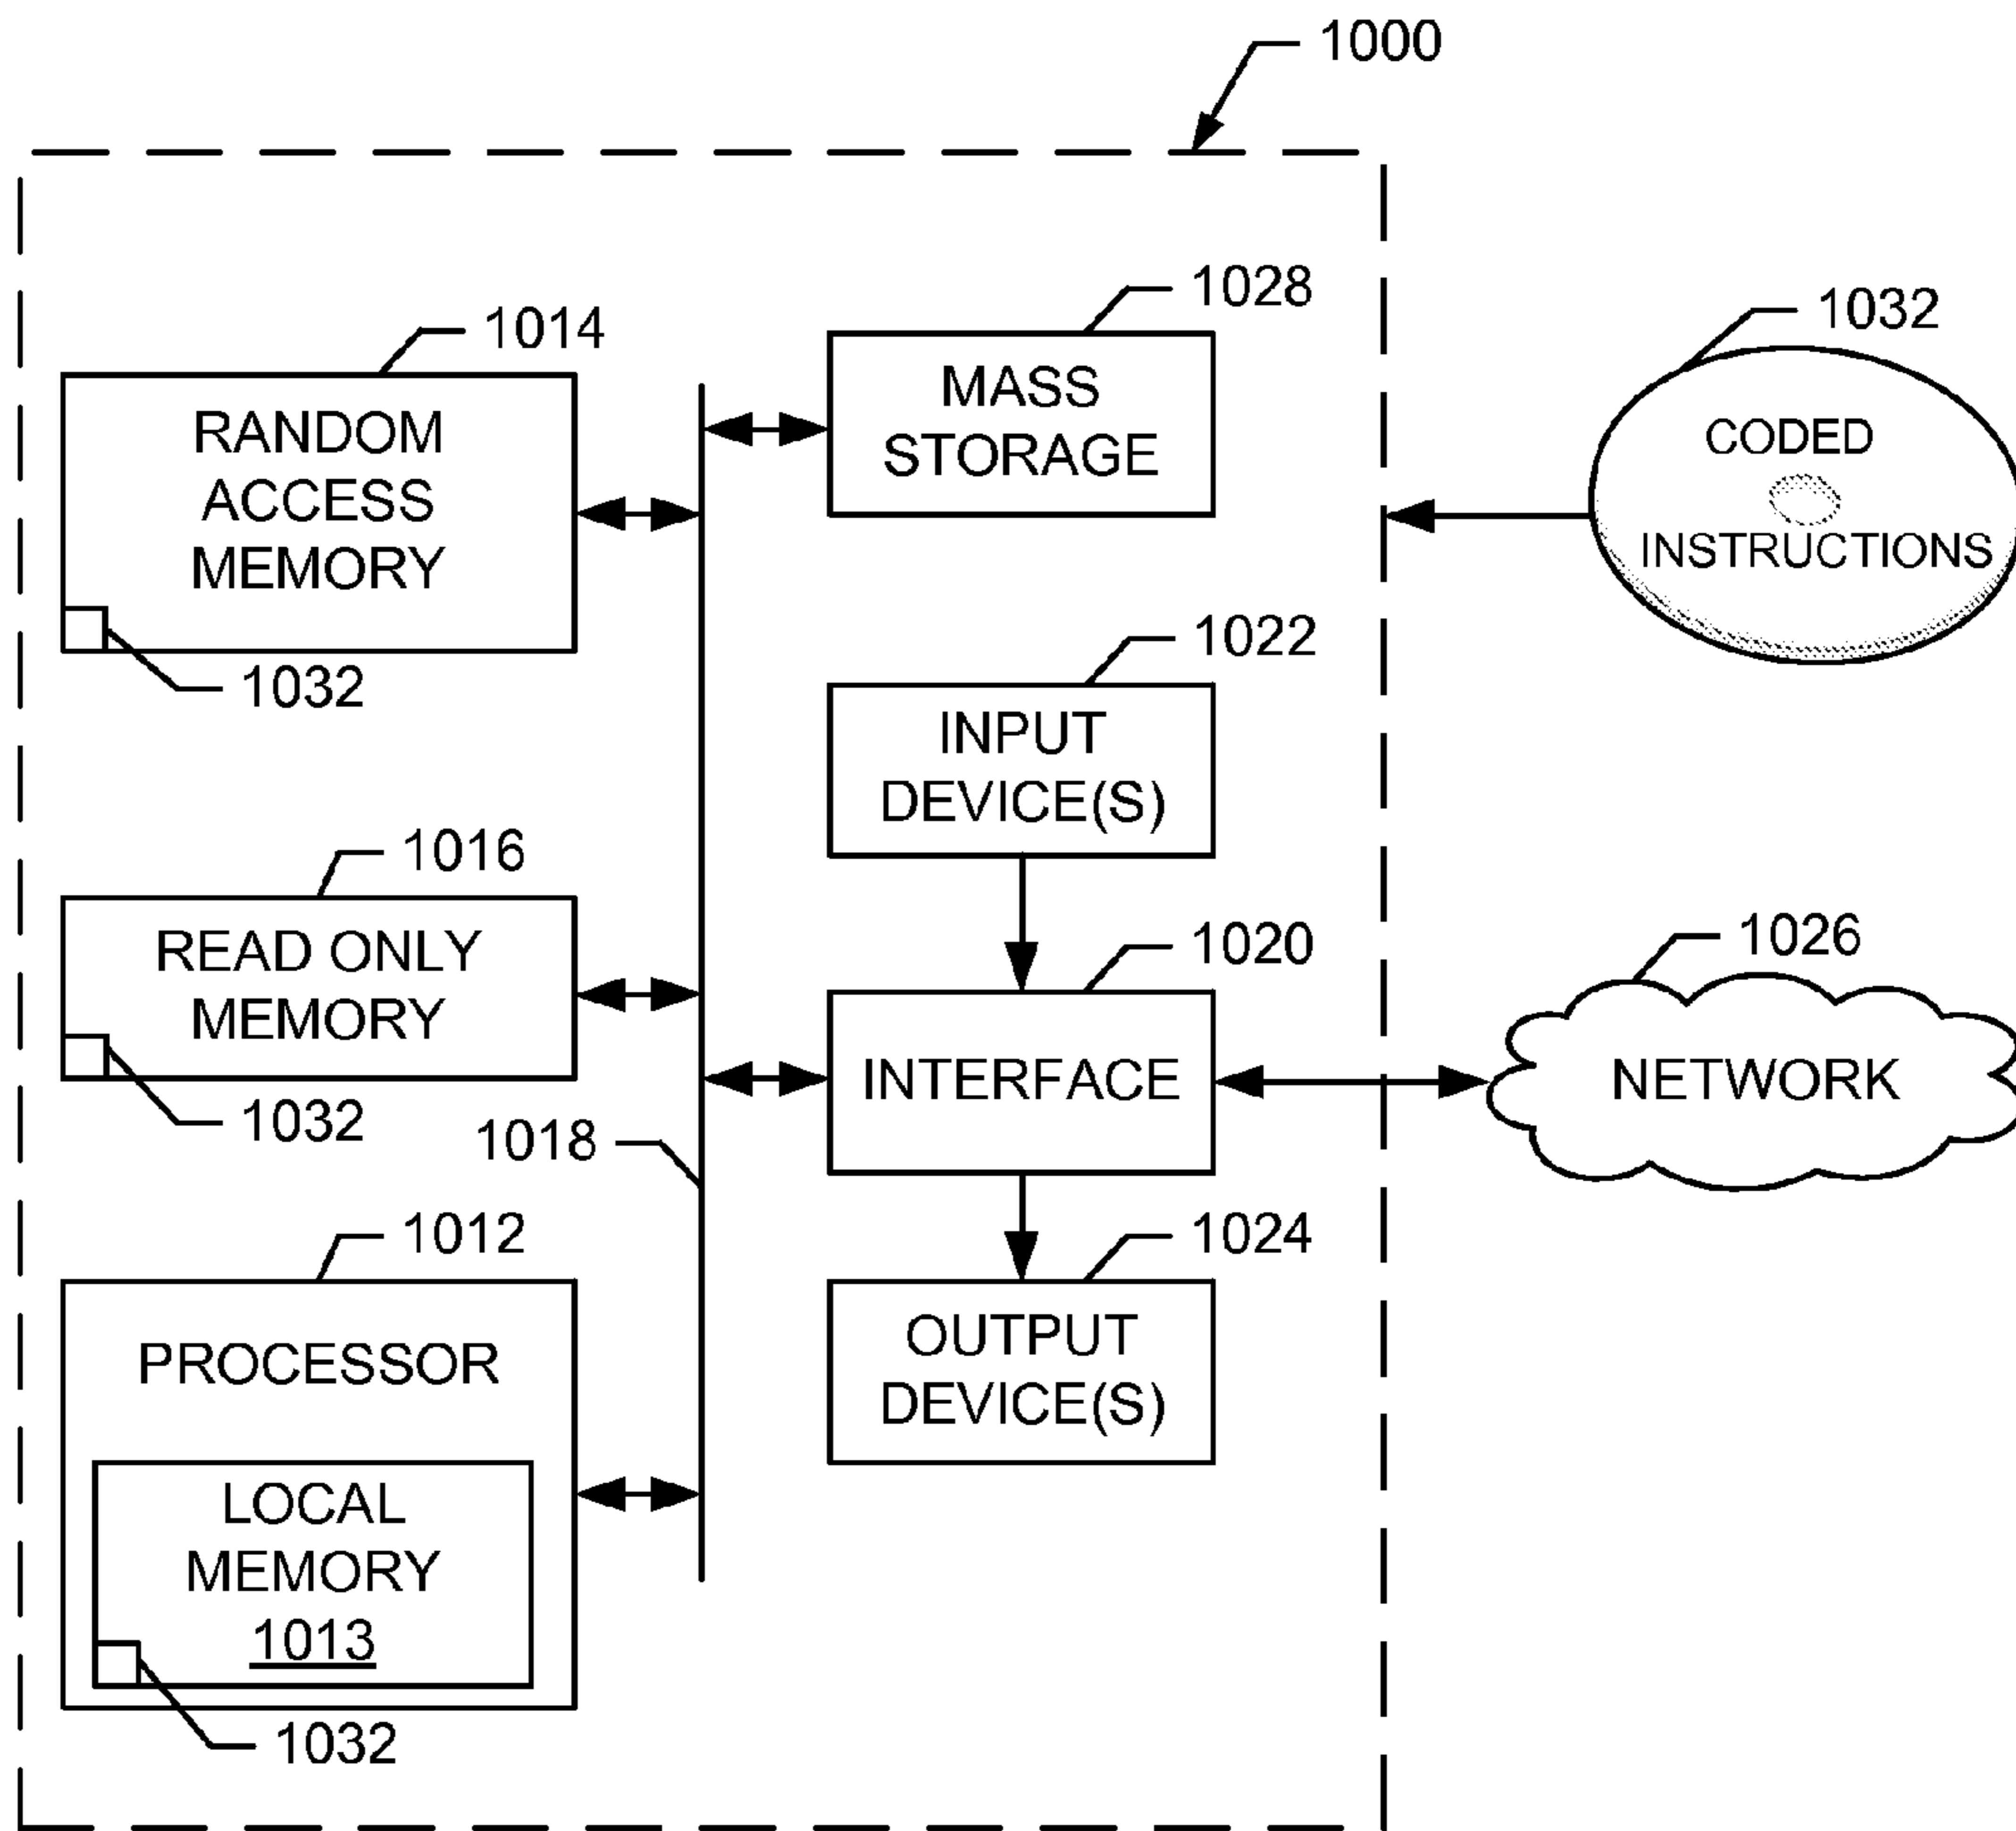 1000
1014
RANDOM
ACCESS
MEMORY
1032
1028
MASS
STORAGE
1032
CODED
INSTRUCTIONS
1022
INPUT
DEVICE(S)
1016
READ ONLY
MEMORY
1032
1020
INTERFACE
1026
NETWORK
1018
1012
PROCESSOR
LOCAL
MEMORY
1013
1032
1024
OUTPUT
DEVICE(S)